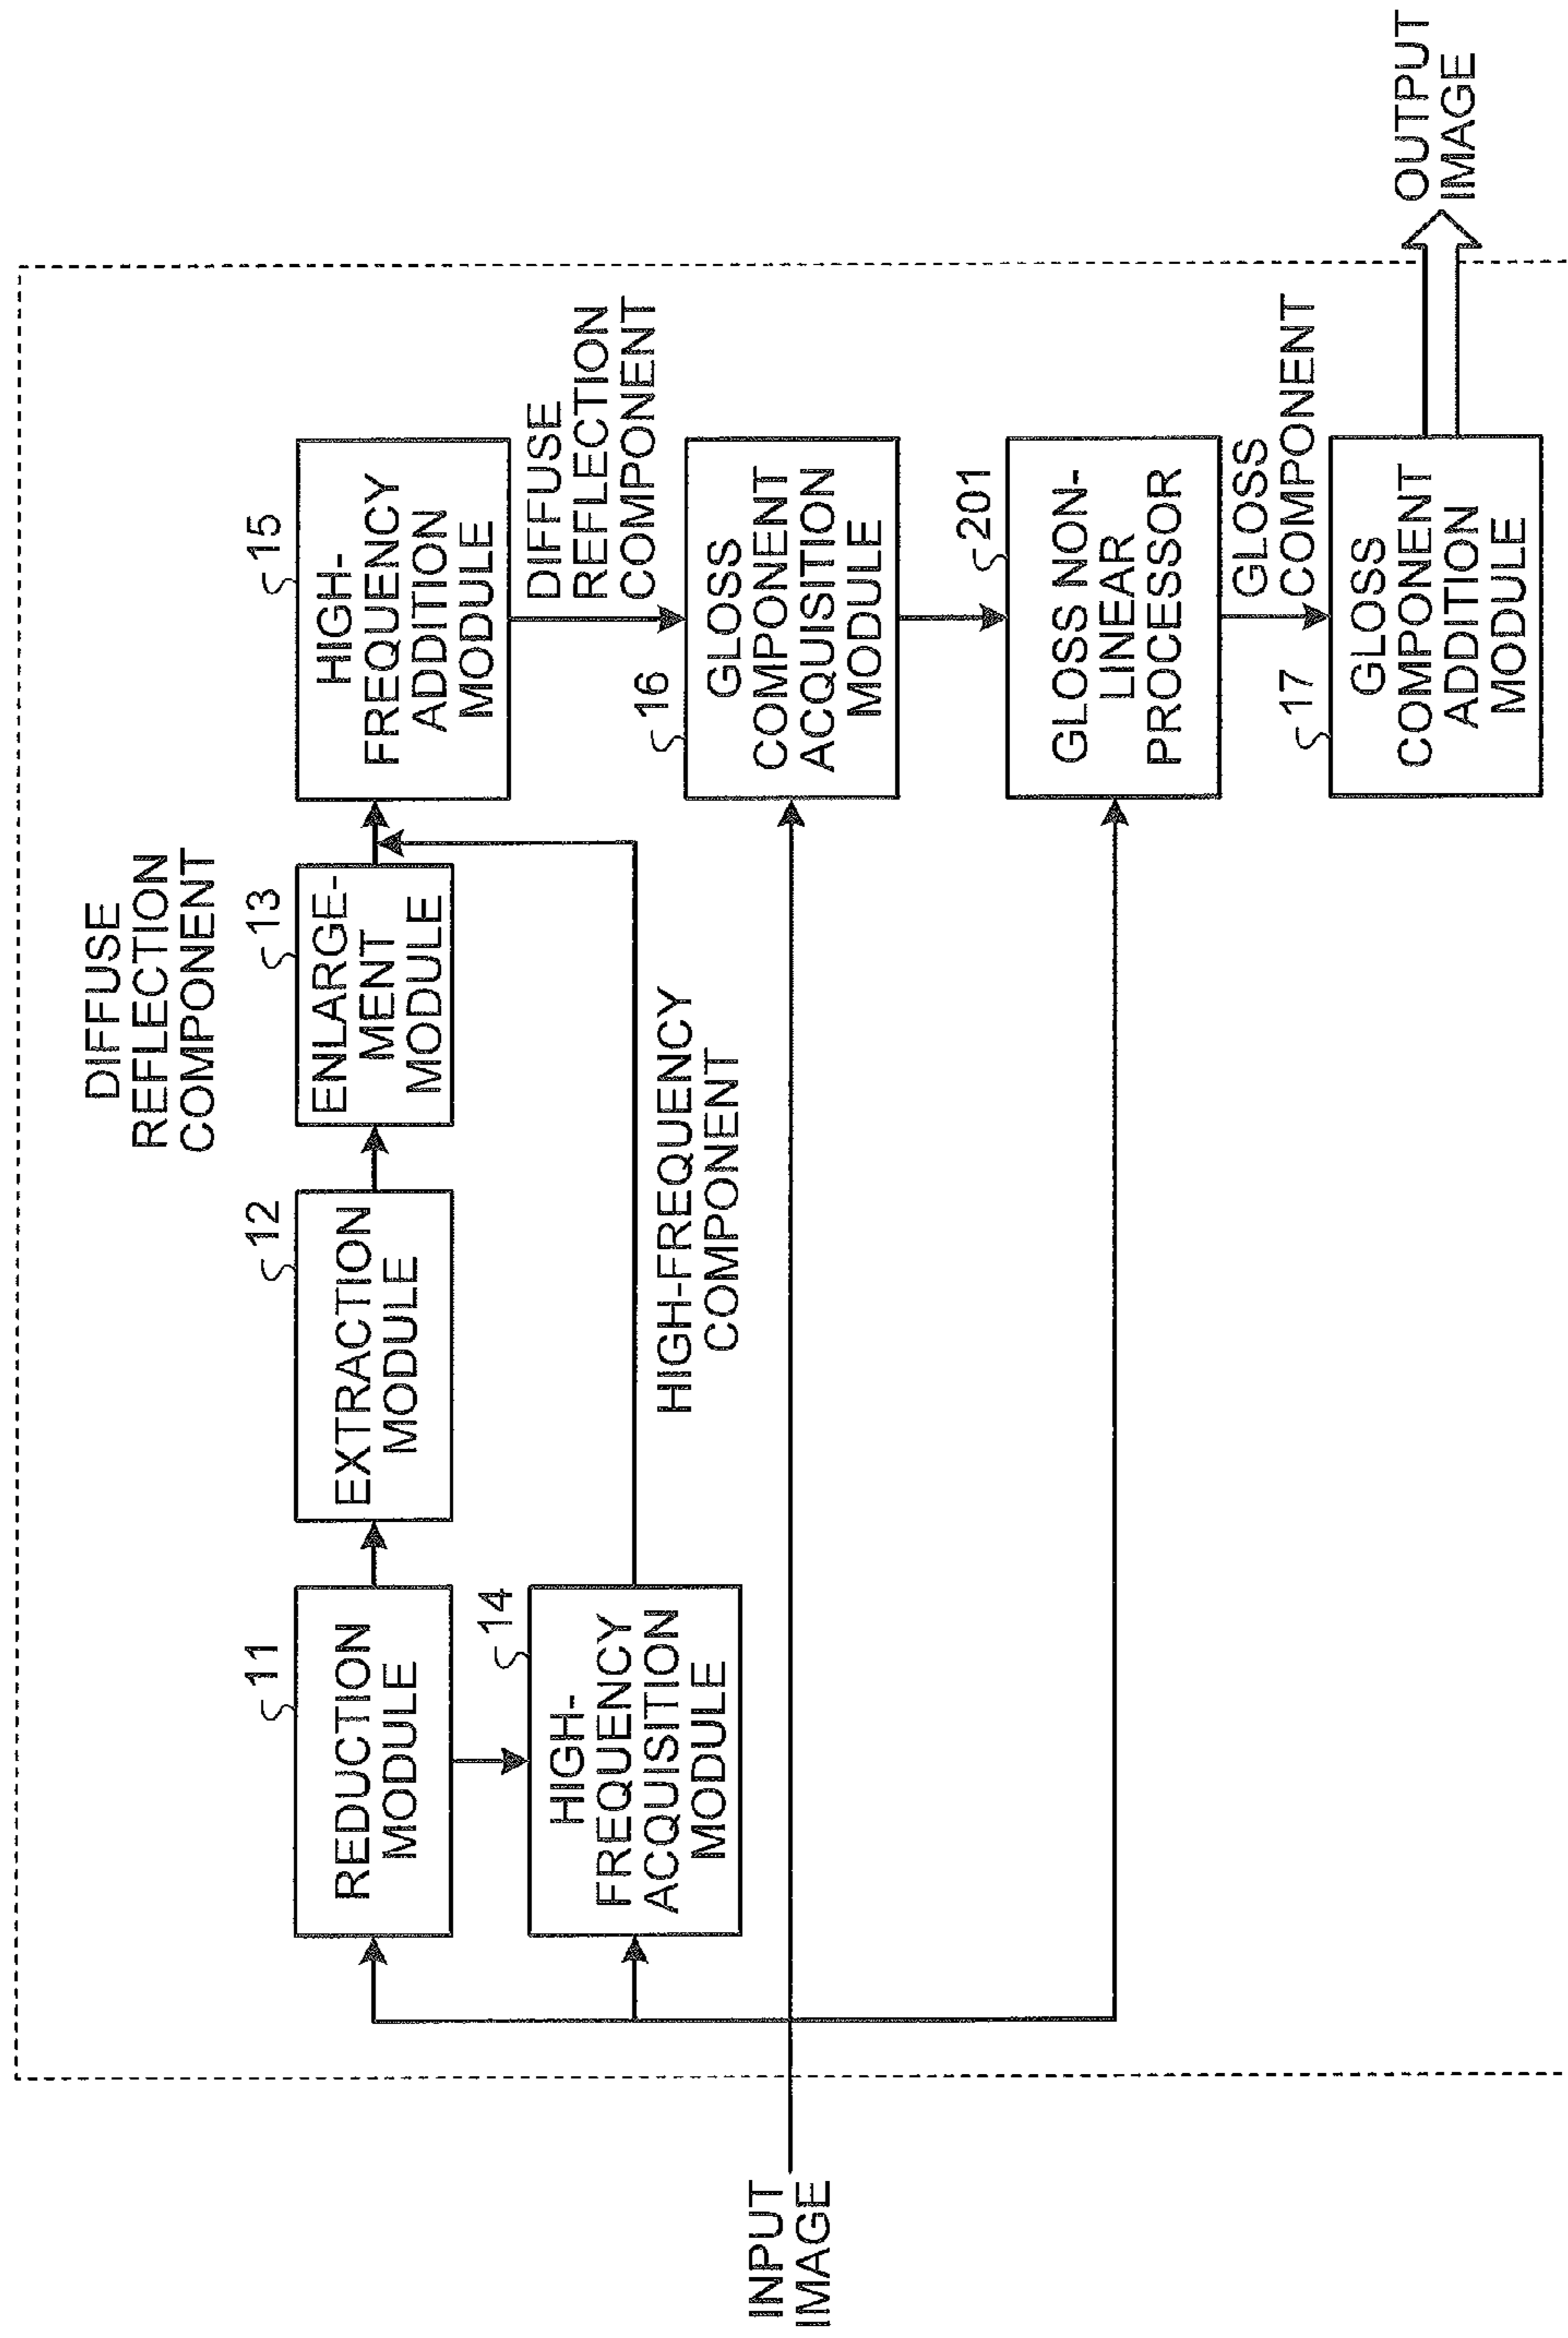 INPUT
IMAGE
11
REDUCTION
MODULE
14
HIGH-
FREQUENCY
ACQUISITION
MODULE
12
EXTRACTION
MODULE
DIFFUSE
REFLECTION
COMPONENT
13
ENLARGE-
MENT
MODULE
HIGH-FREQUENCY
COMPONENT
15
HIGH-
FREQUENCY
ADDITION
MODULE
DIFFUSE
REFLECTION
COMPONENT
16
GLOSS
COMPONENT
ACQUISITION
MODULE
201
GLOSS NON-
LINEAR
PROCESSOR
GLOSS
COMPONENT
17
GLOSS
COMPONENT
ADDITION
MODULE
OUTPUT
IMAGE